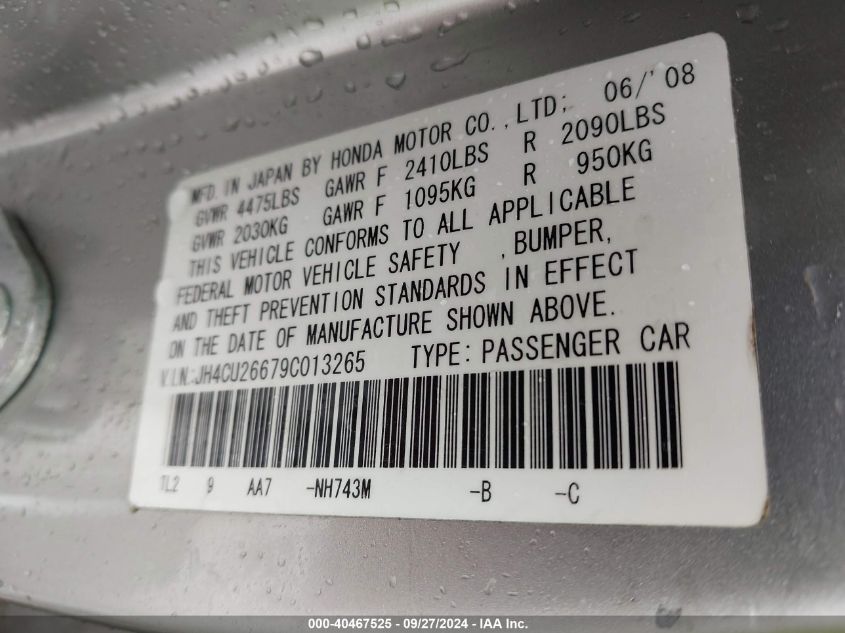 MFD. IN JAPAN BY HONDA MOTOR CO.,LTD; 06/'08
GVWR 4475LBS GAWR F 2410LBS R 2090LBS
GVWR 2030KG GAWR F 1095KG R 950KG
THIS VEHICLE CONFORMS TO ALL APPLICABLE
FEDERAL MOTOR VEHICLE SAFETY , BUMPER,
AND THEFT PREVENTION STANDARDS IN EFFECT
ON THE DATE OF MANUFACTURE SHOWN ABOVE.
V.I.N.:JH4CU26679C013265 TYPE: PASSENGER CAR
TL2 9 AA7 -NH743M -B -C
000-40467525 - 09/27/2024 - IAA Inc.